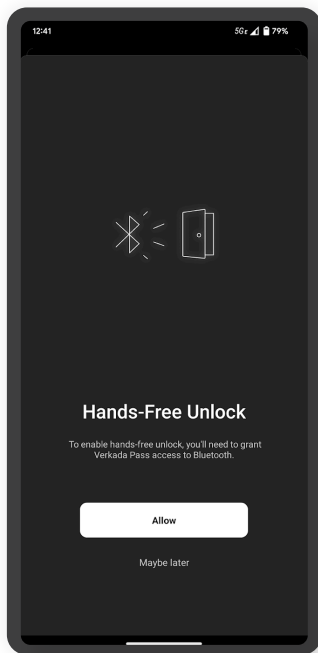 12:41
5GE 79%
Hands-Free Unlock
To enable hands-free unlock, you'll need to grant
Verkada Pass access to Bluetooth.
Allow
Maybe later